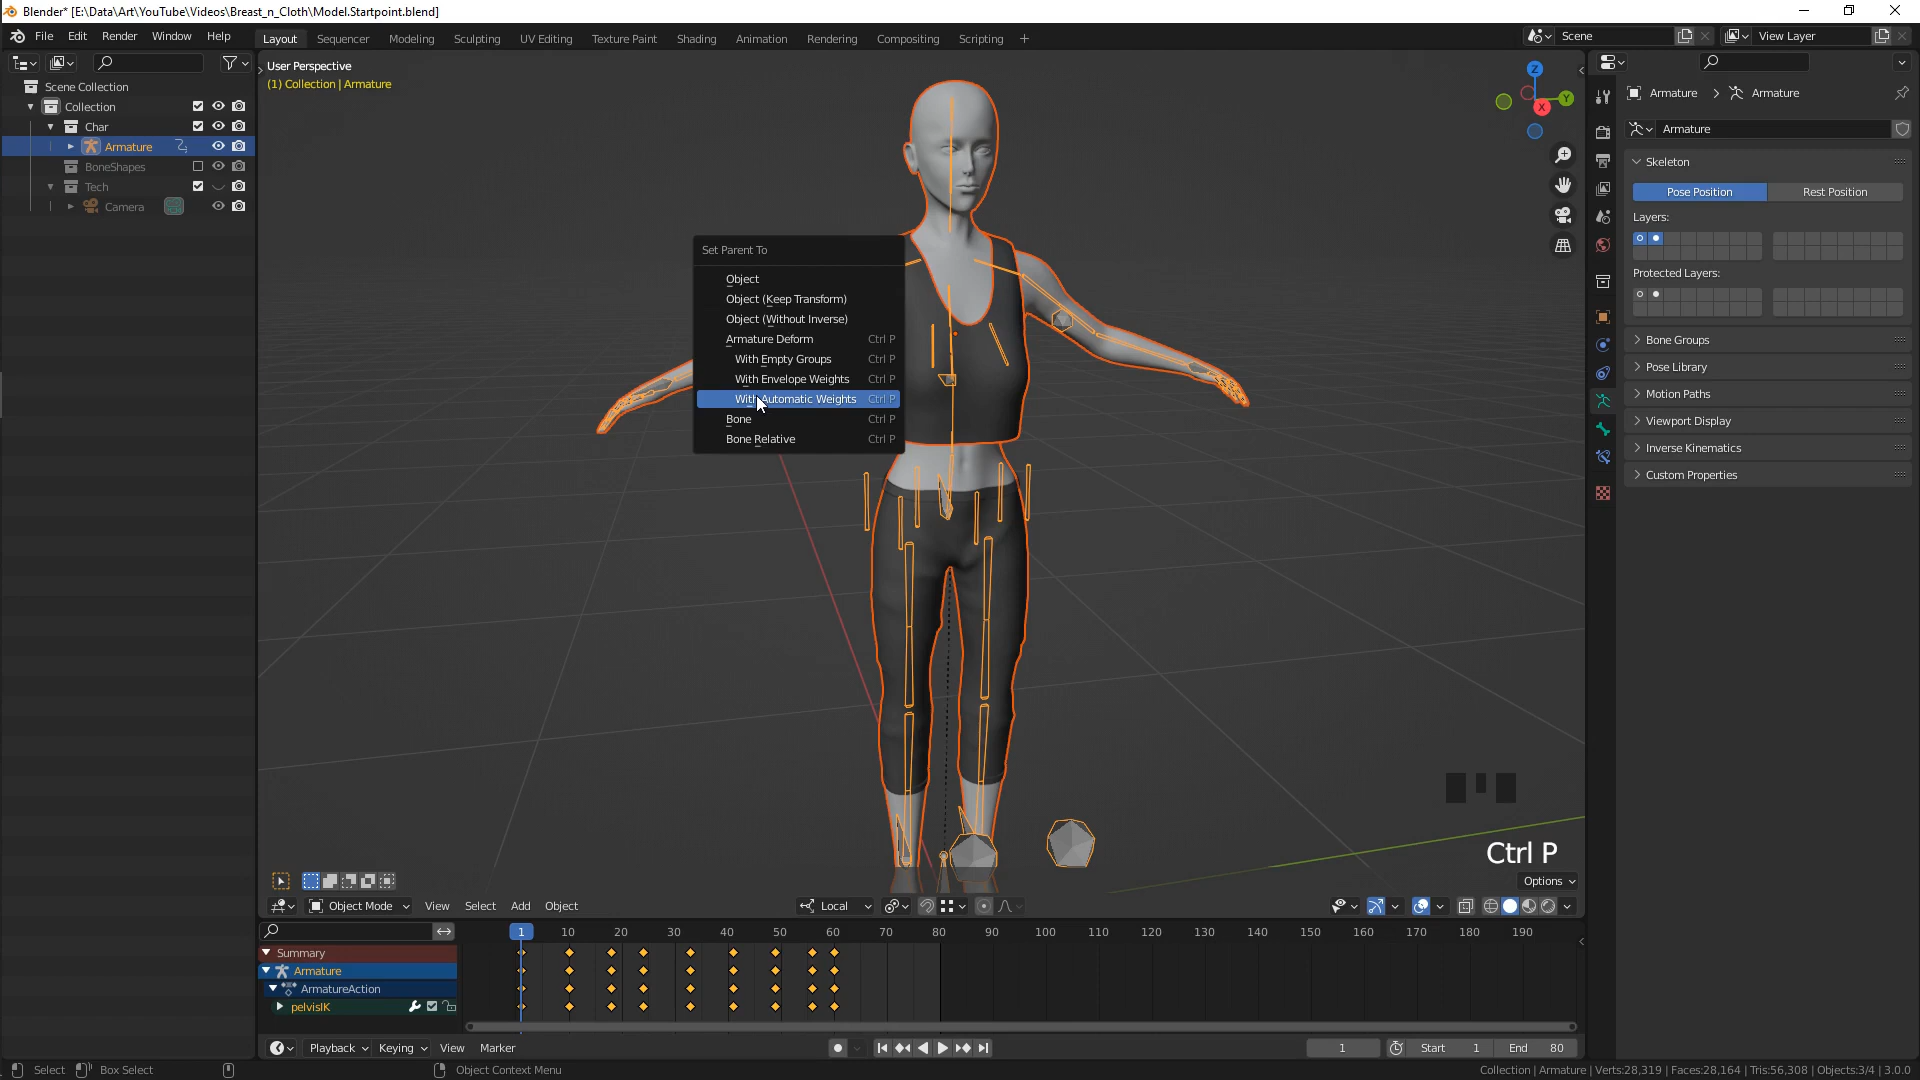 Blender* [E:\Data\Art\YouTube\Videos\Breast_n_Cloth\Model.Startpoint.blend]
File Edit Render Window Help Layout Sequencer Modeling Sculpting UV Editing Texture Paint Shading Animation Rendering Compositing Scripting + Scene View Layer
User Perspective
(1) Collection | Armature
Scene Collection
Collection
Char
Armature
BoneShapes
Tech
Camera
Z
Y
X
Set Parent To
Object
Object (Keep Transform)
Object (Without Inverse)
Armature Deform Ctrl P
With Empty Groups Ctrl P
With Envelope Weights Ctrl P
With Automatic Weights Ctrl P
Bone Ctrl P
Bone Relative Ctrl P
Armature > Armature
Armature
Skeleton
Pose Position Rest Position
Layers:
Protected Layers:
Bone Groups
Pose Library
Motion Paths
Viewport Display
Inverse Kinematics
Custom Properties
Ctrl P
Options
Object Mode View Select Add Object Local
1 10 20 30 40 50 60 70 80 90 100 110 120 130 140 150 160 170 180 190
Summary
Armature
ArmatureAction
pelvisIK
Playback Keying View Marker 1 Start 1 End 80
Select Box Select Object Context Menu Collection | Armature | Verts:28,319 | Faces:28,164 | Tris:56,308 | Objects:3/4 | 3.0.0